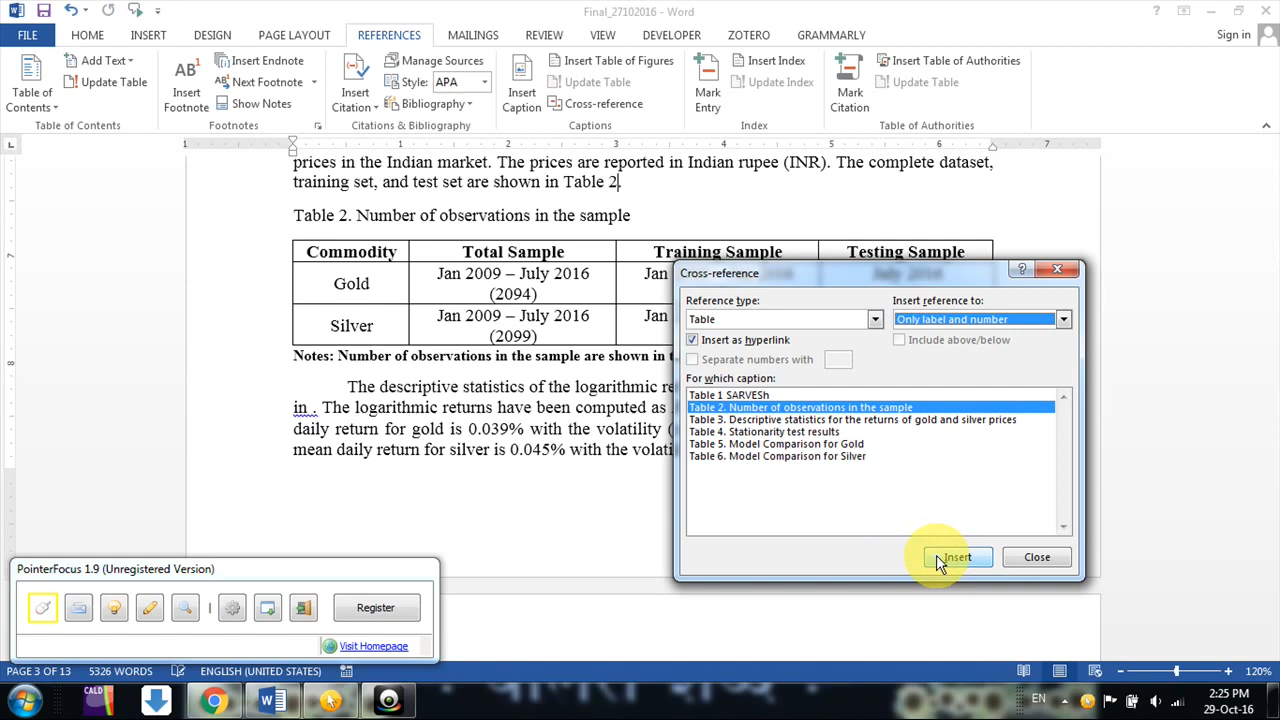 Final_27102016 - Word
Sign in
FILE HOME INSERT DESIGN PAGE LAYOUT REFERENCES MAILINGS REVIEW VIEW DEVELOPER ZOTERO GRAMMARLY
Table of Contents
Add Text
Update Table
Table of Contents
AB1
Insert Footnote
Insert Endnote
Next Footnote
Show Notes
Footnotes
Insert Citation
Manage Sources
Style: APA
Bibliography
Citations & Bibliography
Insert Caption
Insert Table of Figures
Update Table
Cross-reference
Captions
Mark Entry
Insert Index
Update Index
Index
Mark Citation
Insert Table of Authorities
Update Table
Table of Authorities
1 1 2 3 4 5 6 7
prices in the Indian market. The prices are reported in Indian rupee (INR). The complete dataset,
training set, and test set are shown in Table 2.
Table 2. Number of observations in the sample
Commodity Total Sample Training Sample Testing Sample
Gold
Jan 2009 – July 2016
(2094)
Jan
July 2016
Silver
Jan 2009 – July 2016
(2099)
Jan
Notes: Number of observations in the sample are shown in
The descriptive statistics of the logarithmic
in . The logarithmic returns have been computed as
daily return for gold is 0.039% with the volatility (
mean daily return for silver is 0.045% with the
Cross-reference
Reference type:
Table
Insert reference to:
Only label and number
Insert as hyperlink
Include above/below
Separate numbers with
For which caption:
Table 1 SARVESh
Table 2. Number of observations in the sample
Table 3. Descriptive statistics for the returns of gold and silver prices
Table 4. Stationarity test results
Table 5. Model Comparison for Gold
Table 6. Model Comparison for Silver
Insert
Close
PointerFocus 1.9 (Unregistered Version)
Register
Visit Homepage
PAGE 3 OF 13 5326 WORDS ENGLISH (UNITED STATES) 120%
CALD
EN
2:25 PM
29-Oct-16